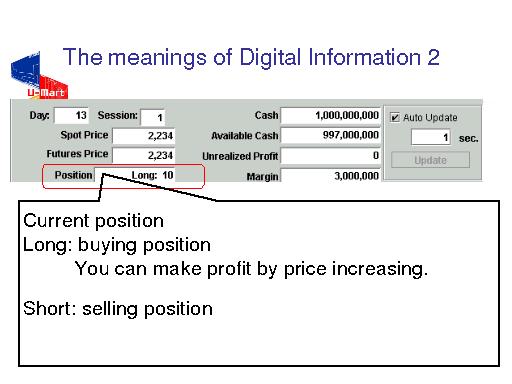 The meanings of Digital Information 2
U-Mart
Day: 13 Session: 1 Cash 1,000,000,000 Auto Update
Spot Price 2,234 Available Cash 997,000,000 1 sec.
Futures Price 2,234 Unrealized Profit 0 Update
Position Long: 10 Margin 3,000,000
Current position
Long: buying position
You can make profit by price increasing.
Short: selling position